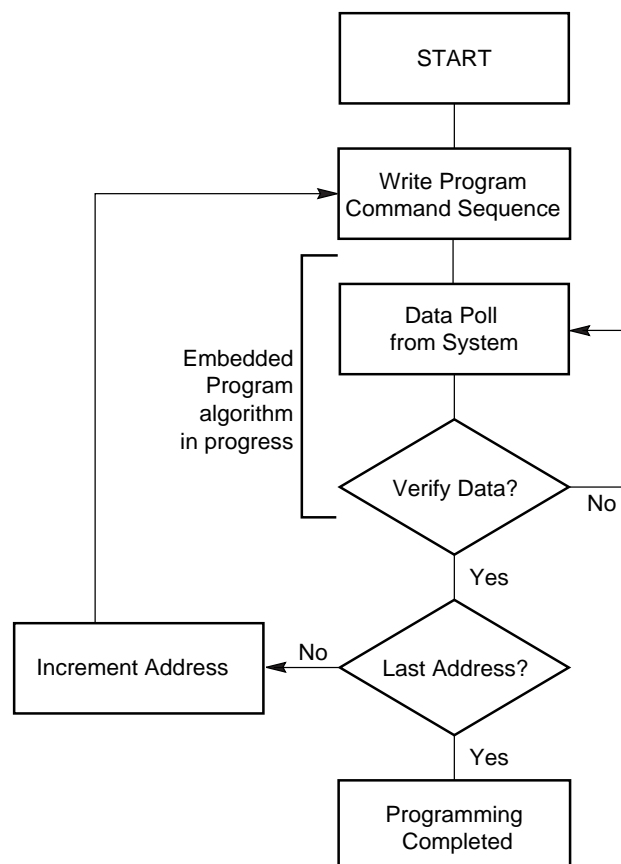 START
Write Program
Command Sequence
Data Poll
from System
Embedded
Program
algorithm
in progress
Verify Data?
No
Yes
Increment Address
No
Last Address?
Yes
Programming
Completed